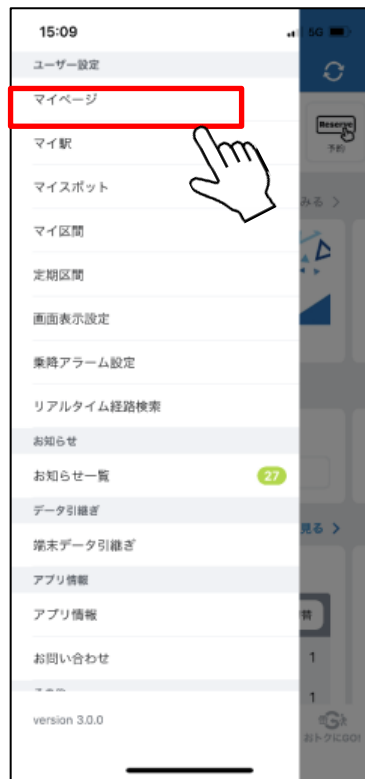 15:09
5G
ユーザー設定
マイページ
Reserve
予約
マイ駅
マイスポット
みる >
マイ区間
定期区間
画面表示設定
乗降アラーム設定
リアルタイム経路検索
お知らせ
お知らせ一覧
27
データ引継ぎ
見る >
端末データ引継ぎ
アプリ情報
アプリ情報
替
お問い合わせ
1
1
version 3.0.0
G
おトクにGO!